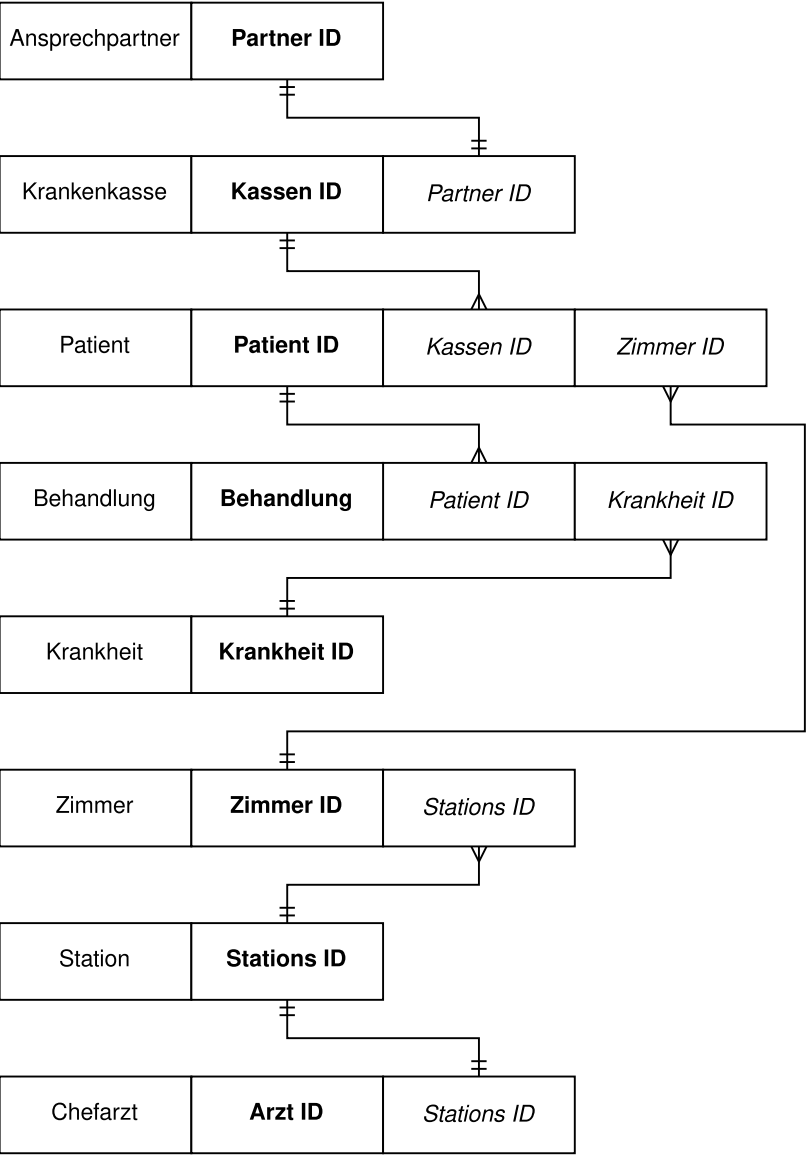 Ansprechpartner Partner ID
Krankenkasse Kassen ID Partner ID
Patient Patient ID Kassen ID Zimmer ID
Behandlung Behandlung Patient ID Krankheit ID
Krankheit Krankheit ID
Zimmer Zimmer ID Stations ID
Station Stations ID
Chefarzt Arzt ID Stations ID